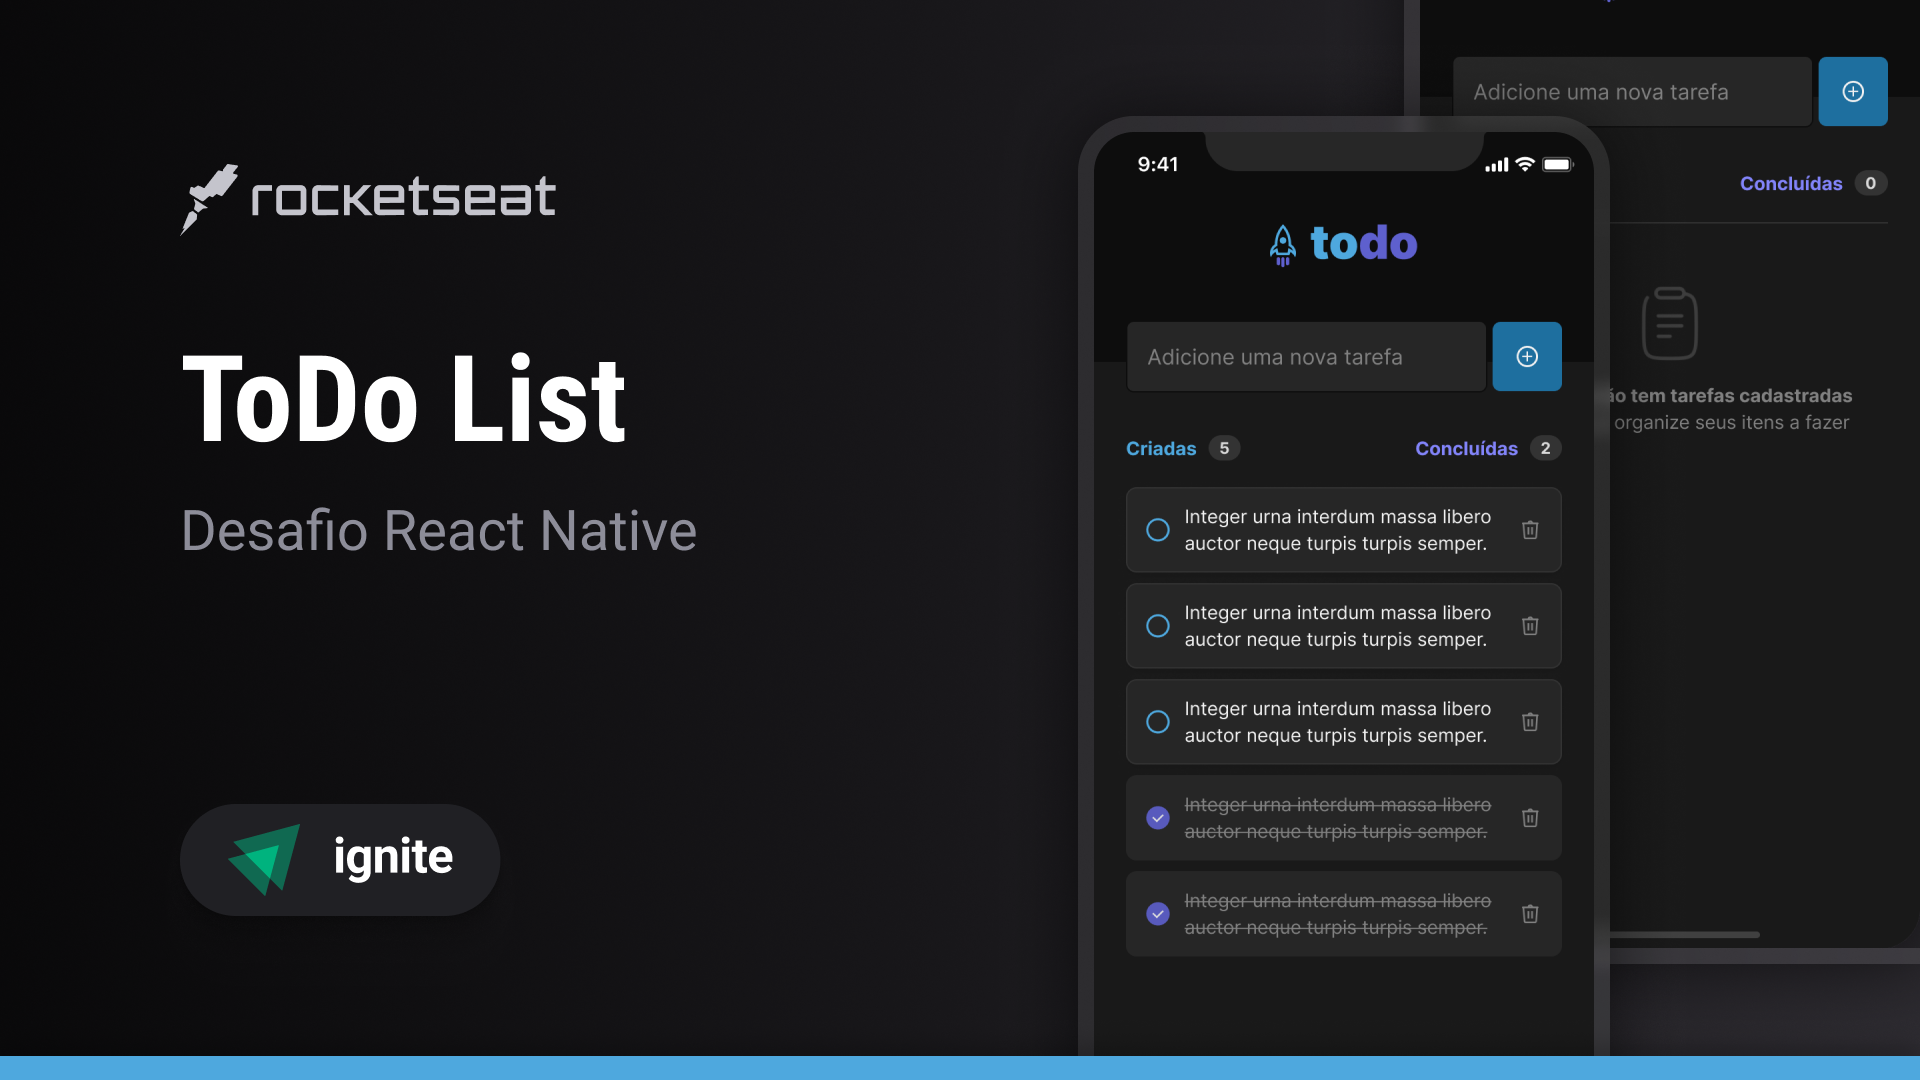 rocketseat
ToDo List
Desafio React Native
ignite
9:41
todo
Adicione uma nova tarefa
Criadas 5
Concluídas 2
Integer urna interdum massa libero
auctor neque turpis turpis semper.
Integer urna interdum massa libero
auctor neque turpis turpis semper.
Integer urna interdum massa libero
auctor neque turpis turpis semper.
Integer urna interdum massa libero
auctor neque turpis turpis semper.
Integer urna interdum massa libero
auctor neque turpis turpis semper.
Adicione uma nova tarefa
Concluídas 0
tem tarefas cadastradas
organize seus itens a fazer